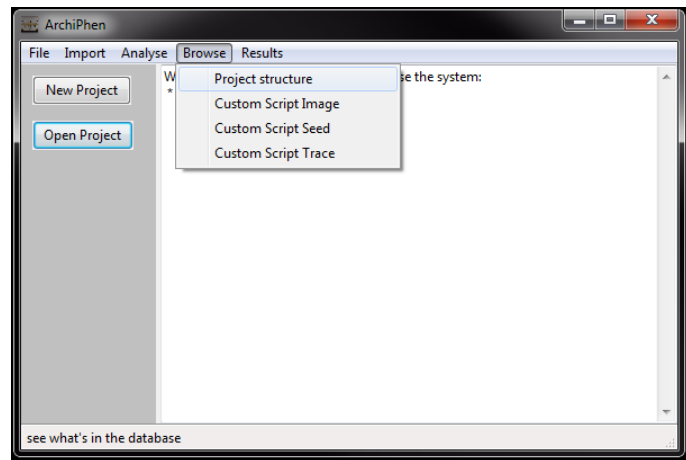 ArchiPhen
File Import Analyse Browse Results
New Project
Open Project
W
se the system:
*
Project structure
Custom Script Image
Custom Script Seed
Custom Script Trace
see what's in the database